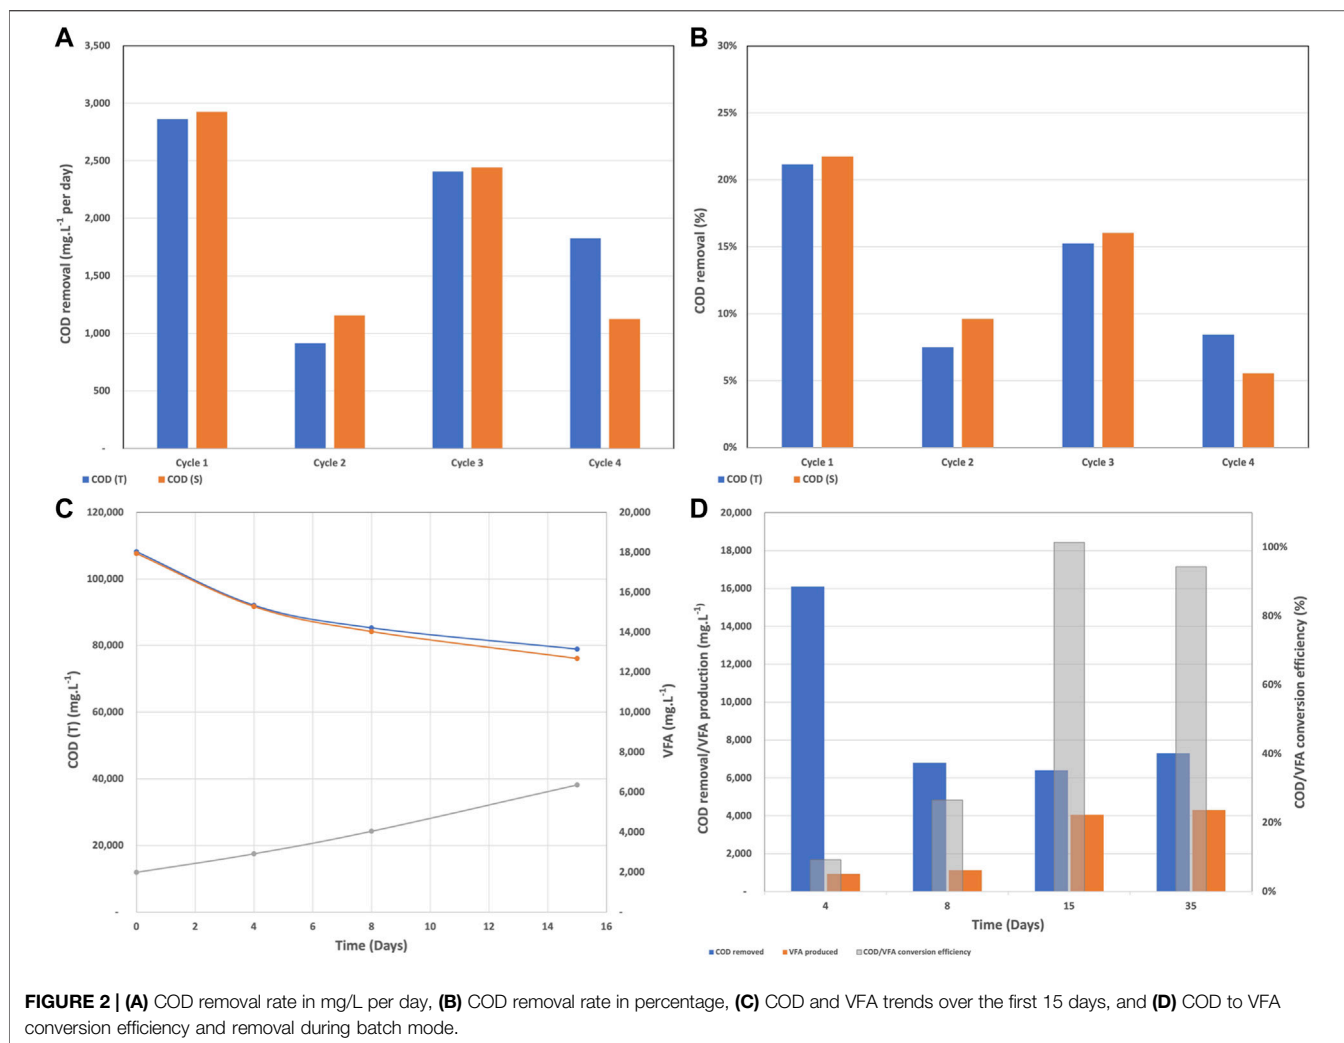 A
3,500
3,000
2,500
2,000
1,500
1,000
500
-
COD removal (mg.L-1 per day)
Cycle 1 Cycle 2 Cycle 3 Cycle 4
COD (T) COD (S)
B
30%
25%
20%
15%
10%
5%
0%
COD removal (%)
Cycle 1 Cycle 2 Cycle 3 Cycle 4
COD (T) COD (S)
C
120,000
100,000
80,000
60,000
40,000
20,000
-
COD (T) (mg.L-1)
20,000
18,000
16,000
14,000
12,000
10,000
8,000
6,000
4,000
2,000
-
VFA (mg.L-1)
0 2 4 6 8 10 12 14 16
Time (Days)
D
20,000
18,000
16,000
14,000
12,000
10,000
8,000
6,000
4,000
2,000
-
COD removal/VFA production (mg.L-1)
100%
80%
60%
40%
20%
0%
COD/VFA conversion efficiency (%)
4 8 15 35
Time (Days)
COD removed VFA produced COD/VFA conversion efficiency
FIGURE 2 | (A) COD removal rate in mg/L per day, (B) COD removal rate in percentage, (C) COD and VFA trends over the first 15 days, and (D) COD to VFA
conversion efficiency and removal during batch mode.